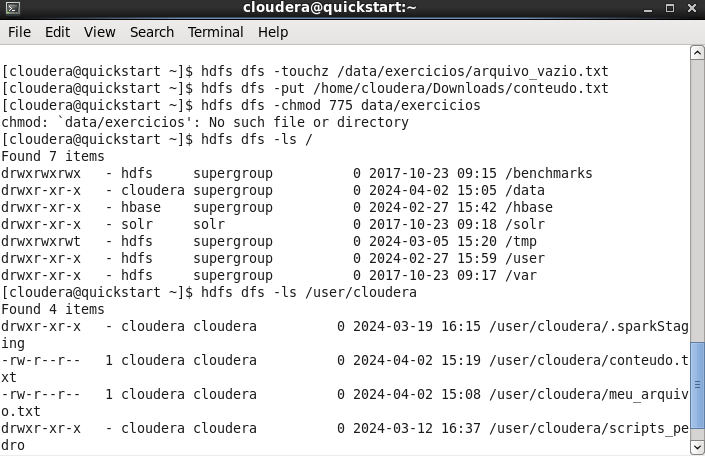 cloudera@quickstart:~
File Edit View Search Terminal Help
[cloudera@quickstart ~]$ hdfs dfs -touchz /data/exercicios/arquivo_vazio.txt
[cloudera@quickstart ~]$ hdfs dfs -put /home/cloudera/Downloads/conteudo.txt
[cloudera@quickstart ~]$ hdfs dfs -chmod 775 data/exercicios
chmod: `data/exercicios': No such file or directory
[cloudera@quickstart ~]$ hdfs dfs -ls /
Found 7 items
drwxrwxrwx   - hdfs     supergroup          0 2017-10-23 09:15 /benchmarks
drwxr-xr-x   - cloudera supergroup          0 2024-04-02 15:05 /data
drwxr-xr-x   - hbase    supergroup          0 2024-02-27 15:42 /hbase
drwxr-xr-x   - solr     solr                0 2017-10-23 09:18 /solr
drwxrwxrwt   - hdfs     supergroup          0 2024-03-05 15:20 /tmp
drwxr-xr-x   - hdfs     supergroup          0 2024-02-27 15:59 /user
drwxr-xr-x   - hdfs     supergroup          0 2017-10-23 09:17 /var
[cloudera@quickstart ~]$ hdfs dfs -ls /user/cloudera
Found 4 items
drwxr-xr-x   - cloudera cloudera          0 2024-03-19 16:15 /user/cloudera/.sparkStag
ing
-rw-r--r--   1 cloudera cloudera          0 2024-04-02 15:19 /user/cloudera/conteudo.t
xt
-rw-r--r--   1 cloudera cloudera          0 2024-04-02 15:08 /user/cloudera/meu_arquiv
o.txt
drwxr-xr-x   - cloudera cloudera          0 2024-03-12 16:37 /user/cloudera/scripts_pe
dro